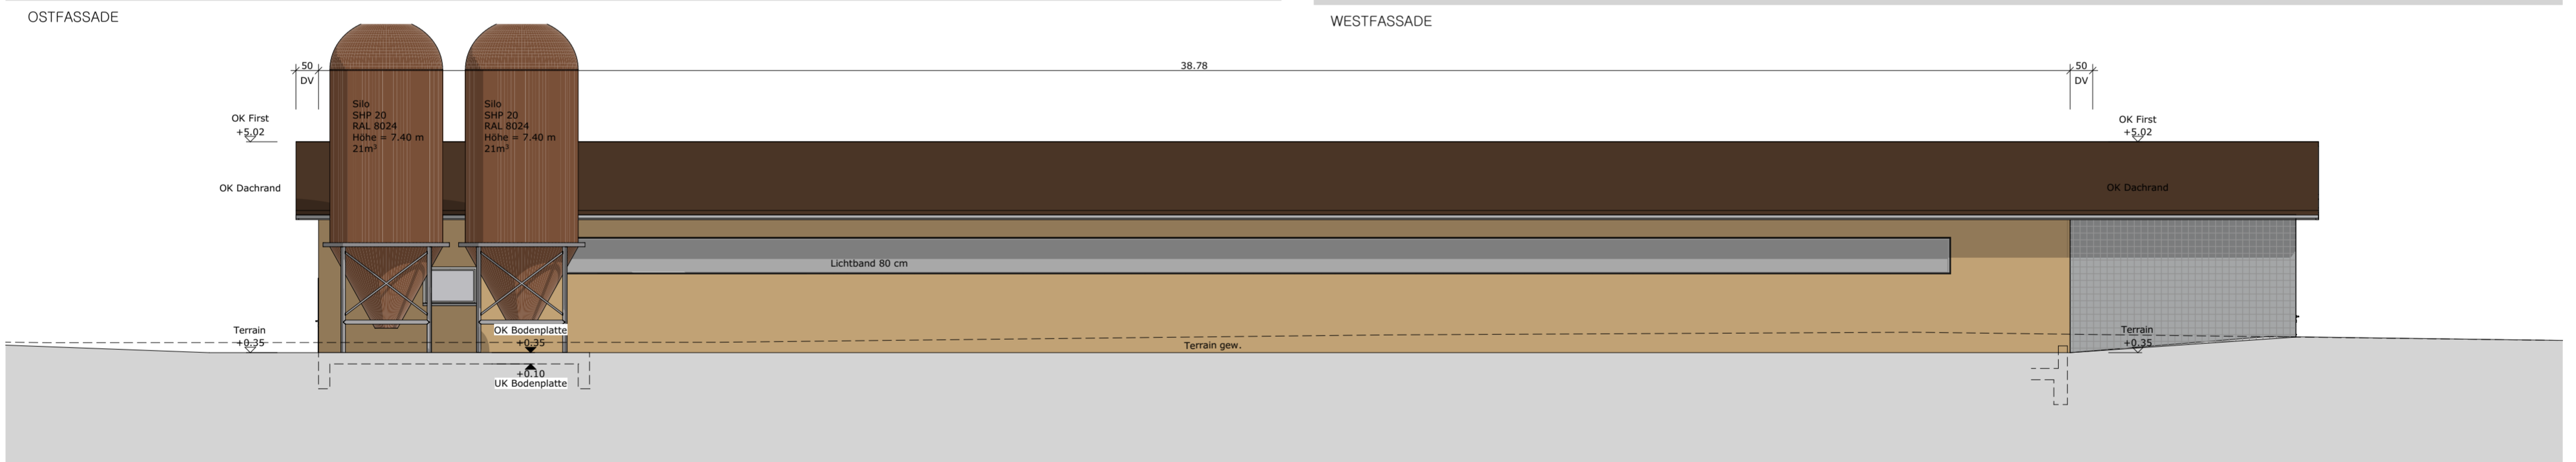 OSTFASSADE
WESTFASSADE
50
DV
38.78
50
DV
Silo
SHP 20
RAL 8024
Höhe = 7.40 m
21m³
Silo
SHP 20
RAL 8024
Höhe = 7.40 m
21m³
OK First
+5.02
OK First
+5.02
OK Dachrand
OK Dachrand
Lichtband 80 cm
Terrain
+0.35
OK Bodenplatte
+0.35
Terrain gew.
Terrain
+0.35
+0.10
UK Bodenplatte